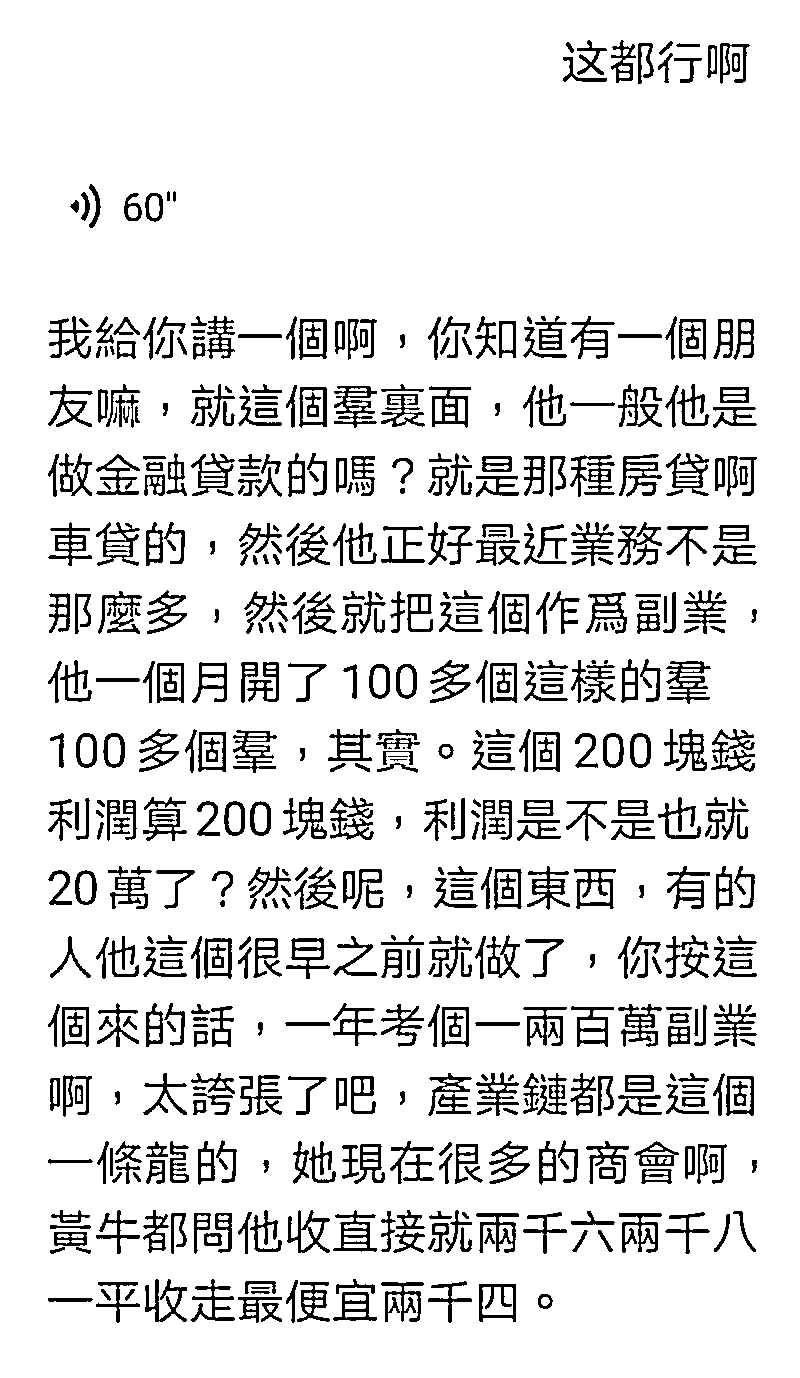 这都行啊
60"
我給你講一個啊，你知道有一個朋
友嘛，就這個羣裏面，他一般他是
做金融貸款的嗎？就是那種房貸啊
車貸的，然後他正好最近業務不是
那麼多，然後就把這個作爲副業，
他一個月開了100多個這樣的羣
100多個羣，其實。這個200塊錢
利潤算200塊錢，利潤是不是也就
20萬了？然後呢，這個東西，有的
人他這個很早之前就做了，你按這
個來的話，一年考個一兩百萬副業
啊，太誇張了吧，產業鏈都是這個
一條龍的，她現在很多的商會啊，
黃牛都問他收直接就兩千六兩千八
一平收走最便宜兩千四。